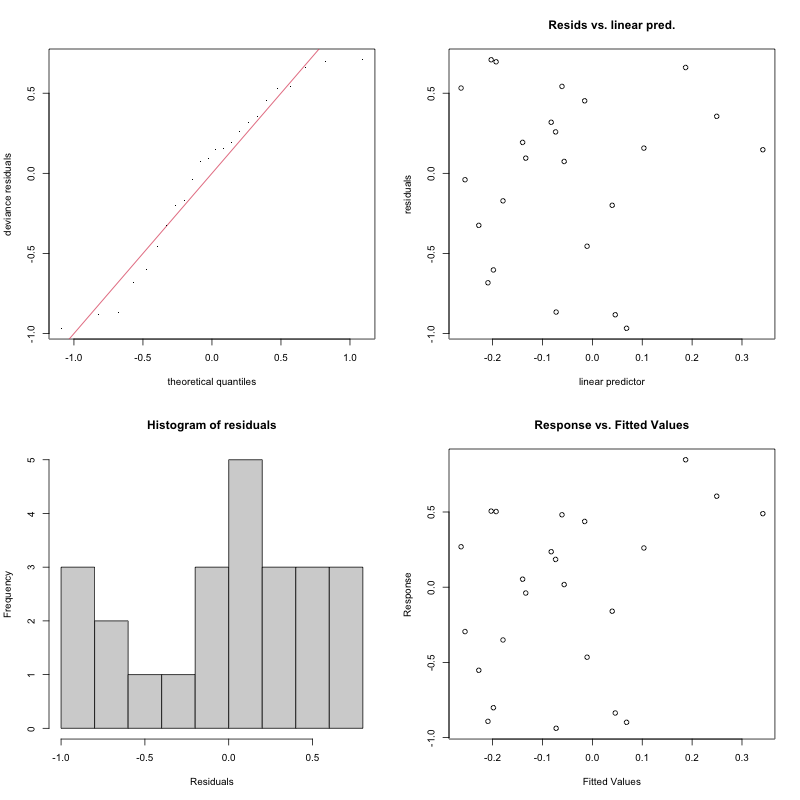 0.5
0.0
-0.5
-1.0
deviance residuals
-1.0 -0.5 0.0 0.5 1.0
theoretical quantiles
Resids vs. linear pred.
0.5
0.0
-0.5
-1.0
residuals
-0.2 -0.1 0.0 0.1 0.2 0.3
linear predictor
Histogram of residuals
5
4
3
2
1
0
Frequency
-1.0 -0.5 0.0 0.5
Residuals
Response vs. Fitted Values
0.5
0.0
-0.5
-1.0
Response
-0.2 -0.1 0.0 0.1 0.2 0.3
Fitted Values